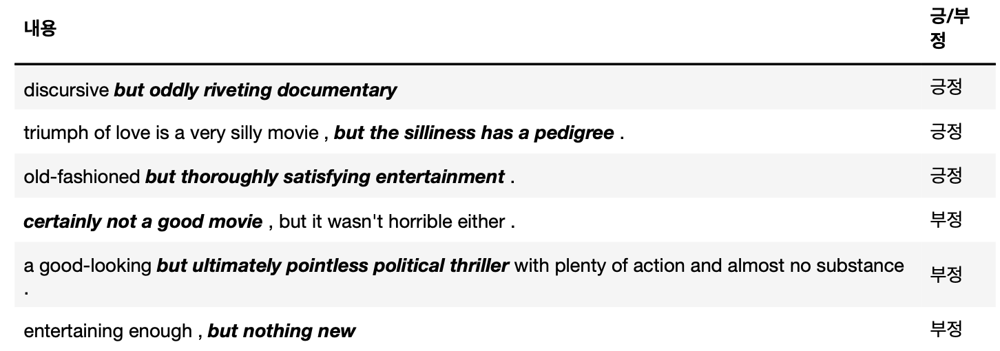 내용
긍/부
정
discursive but oddly riveting documentary
긍정
triumph of love is a very silly movie , but the silliness has a pedigree .
긍정
old-fashioned but thoroughly satisfying entertainment .
긍정
certainly not a good movie , but it wasn't horrible either .
부정
a good-looking but ultimately pointless political thriller with plenty of action and almost no substance
.
부정
entertaining enough , but nothing new
부정